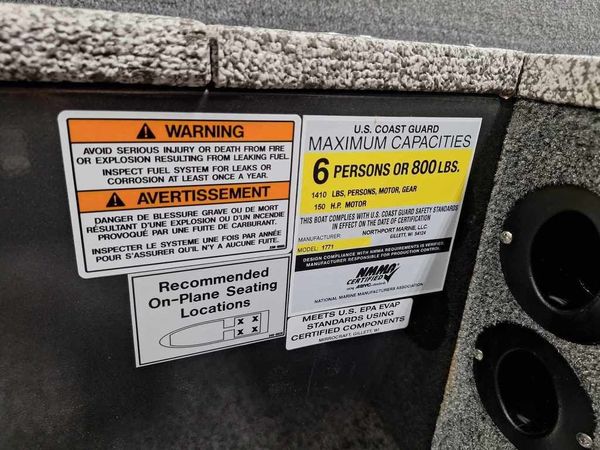 WARNING
AVOID SERIOUS INJURY OR DEATH FROM FIRE
OR EXPLOSION RESULTING FROM LEAKING FUEL.
INSPECT FUEL SYSTEM FOR LEAKS OR
CORROSION AT LEAST ONCE A YEAR.
AVERTISSEMENT
DANGER DE BLESSURE GRAVE OU DE MORT
RÉSULTANT D'UNE EXPLOSION OU D'UN INCENDIE
PROVOQUÉ PAR UNE FUITE DE CARBURANT.
INSPECTER LE SYSTEME UNE FOIS PAR ANNÉE
POUR S'ASSURER QU'IL N'Y A AUCUNE FUITE.
U.S. COAST GUARD
MAXIMUM CAPACITIES
6 PERSONS OR 800 LBS.
1410 LBS, PERSONS, MOTOR, GEAR
150 H.P. MOTOR
THIS BOAT COMPLIES WITH U.S. COAST GUARD SAFETY STANDARDS
IN EFFECT ON THE DATE OF CERTIFICATION
MANUFACTURER: NORTHPORT MARINE, LLC
GILLETT, WI 54124
MODEL: 1771
DESIGN COMPLIANCE WITH NMMA REQUIREMENTS IS VERIFIED.
MANUFACTURER RESPONSIBLE FOR PRODUCTION CONTROL.
NMMA
CERTIFIED
NATIONAL MARINE MANUFACTURERS ASSOCIATION
Recommended
On-Plane Seating
Locations
X X
X X
MEETS U.S. EPA EVAP
STANDARDS USING
CERTIFIED COMPONENTS
MIRROCRAFT, GILLETT, WI